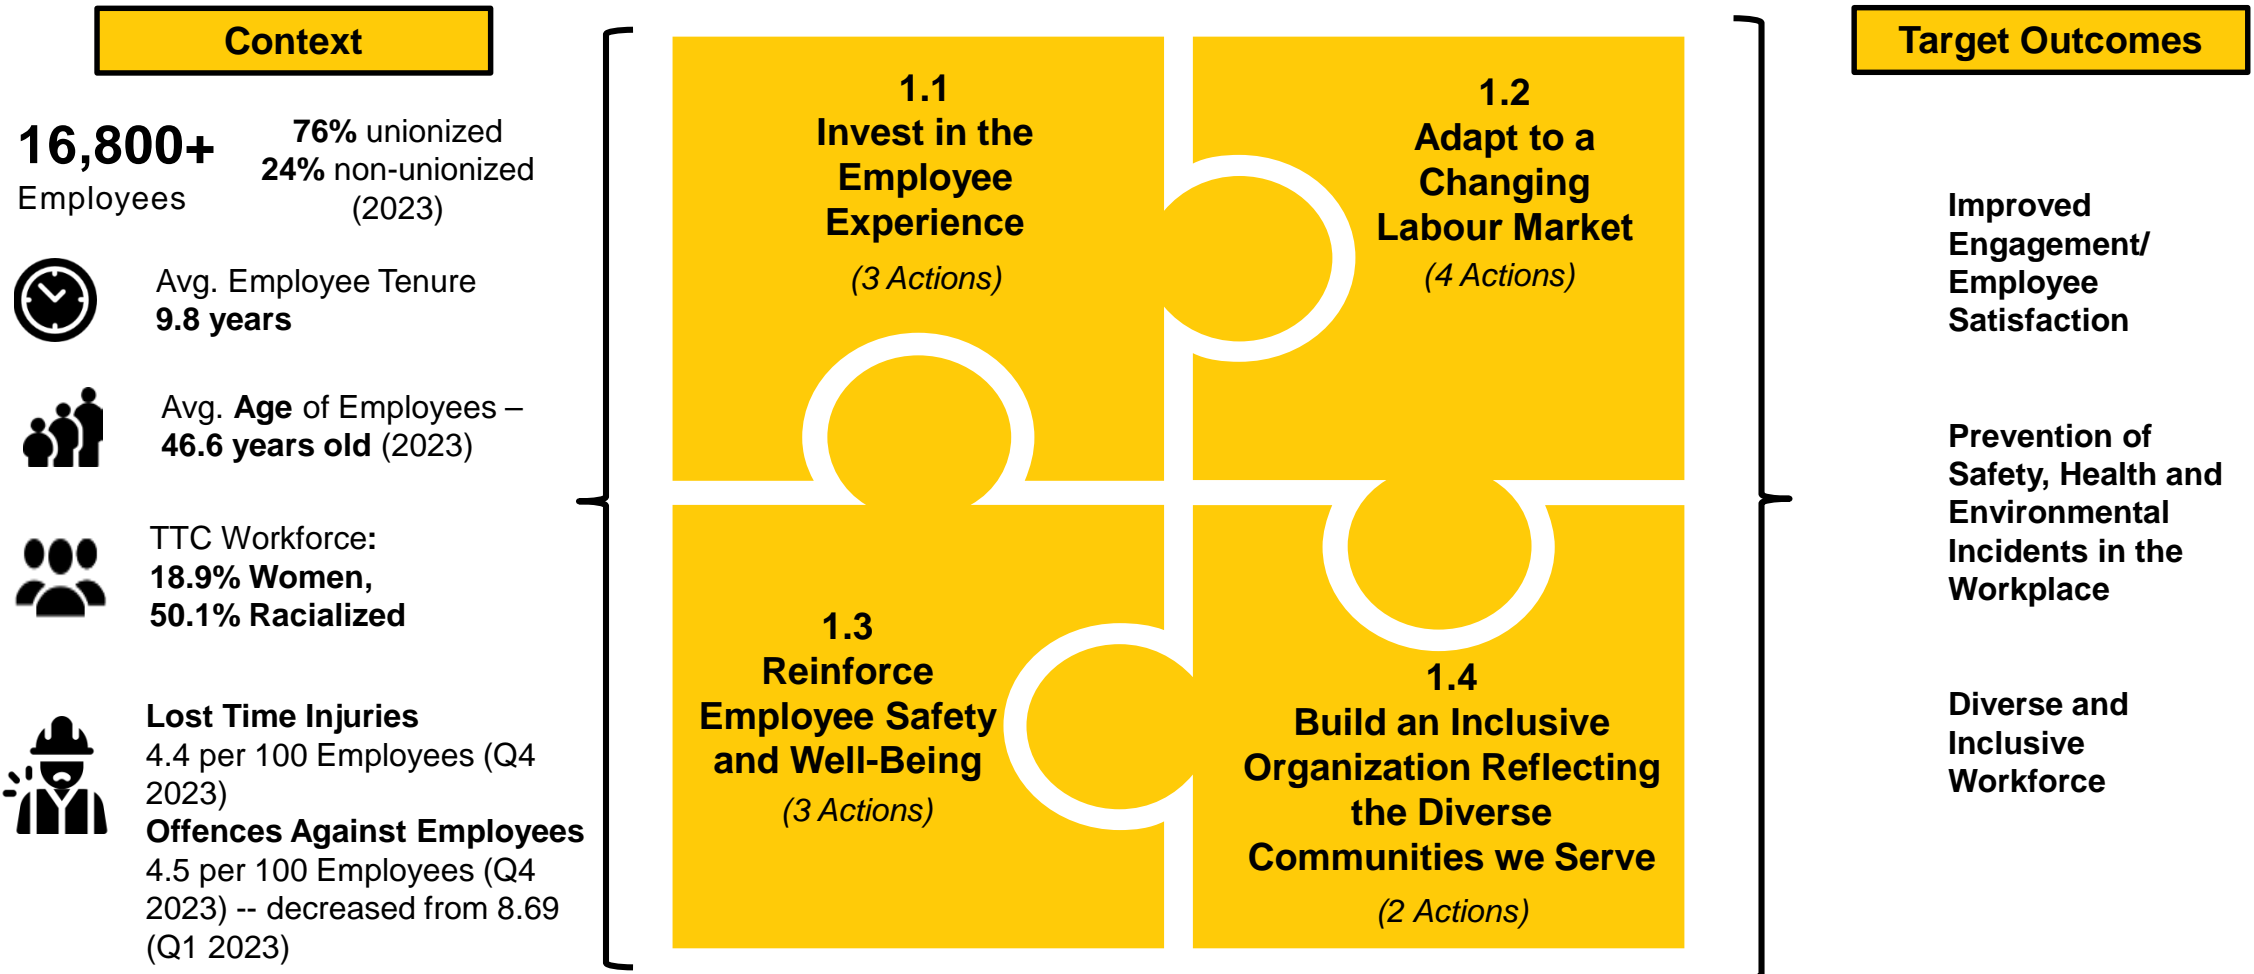 Context
16,800+
Employees
76% unionized
24% non-unionized
(2023)
Avg. Employee Tenure
9.8 years
Avg. Age of Employees –
46.6 years old (2023)
TTC Workforce:
18.9% Women,
50.1% Racialized
Lost Time Injuries
4.4 per 100 Employees (Q4
2023)
Offences Against Employees
4.5 per 100 Employees (Q4
2023) -- decreased from 8.69
(Q1 2023)
1.1
Invest in the
Employee
Experience
(3 Actions)
1.2
Adapt to a
Changing
Labour Market
(4 Actions)
1.3
Reinforce
Employee Safety
and Well-Being
(3 Actions)
1.4
Build an Inclusive
Organization Reflecting
the Diverse
Communities we Serve
(2 Actions)
Target Outcomes
Improved
Engagement/
Employee
Satisfaction
Prevention of
Safety, Health and
Environmental
Incidents in the
Workplace
Diverse and
Inclusive
Workforce